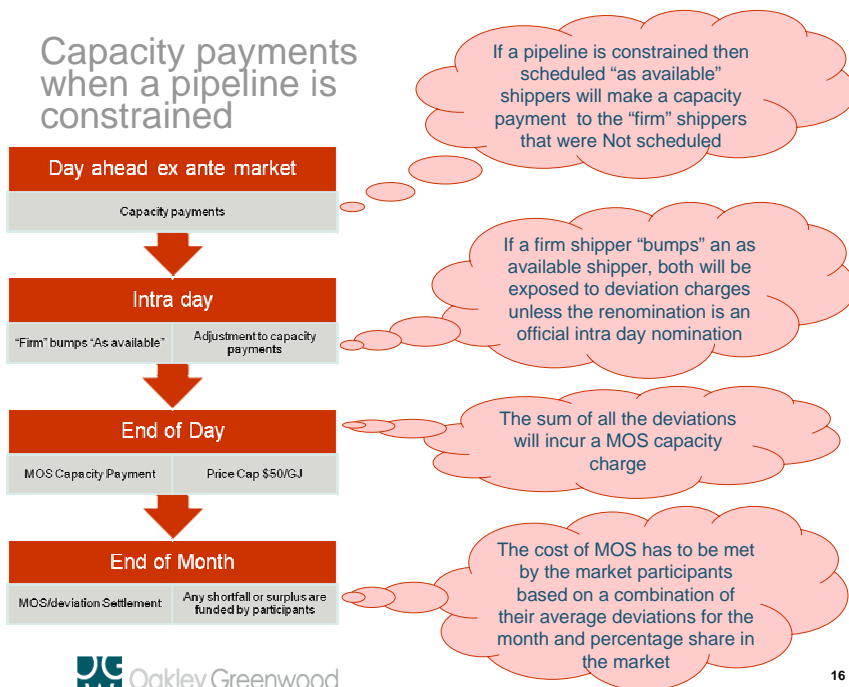 Capacity payments
when a pipeline is
constrained
If a pipeline is constrained then
scheduled “as available”
shippers will make a capacity
payment to the “firm” shippers
that were Not scheduled
Day ahead ex ante market
Capacity payments
If a firm shipper “bumps” an as
available shipper, both will be
exposed to deviation charges
unless the renomination is an
official intra day nomination
Intra day
“Firm” bumps “As available”
Adjustment to capacity
payments
The sum of all the deviations
will incur a MOS capacity
charge
End of Day
MOS Capacity Payment
Price Cap $50/GJ
The cost of MOS has to be met
by the market participants
based on a combination of
their average deviations for the
month and percentage share in
the market
End of Month
MOS/deviation Settlement
Any shortfall or surplus are
funded by participants
Oakley Greenwood
16